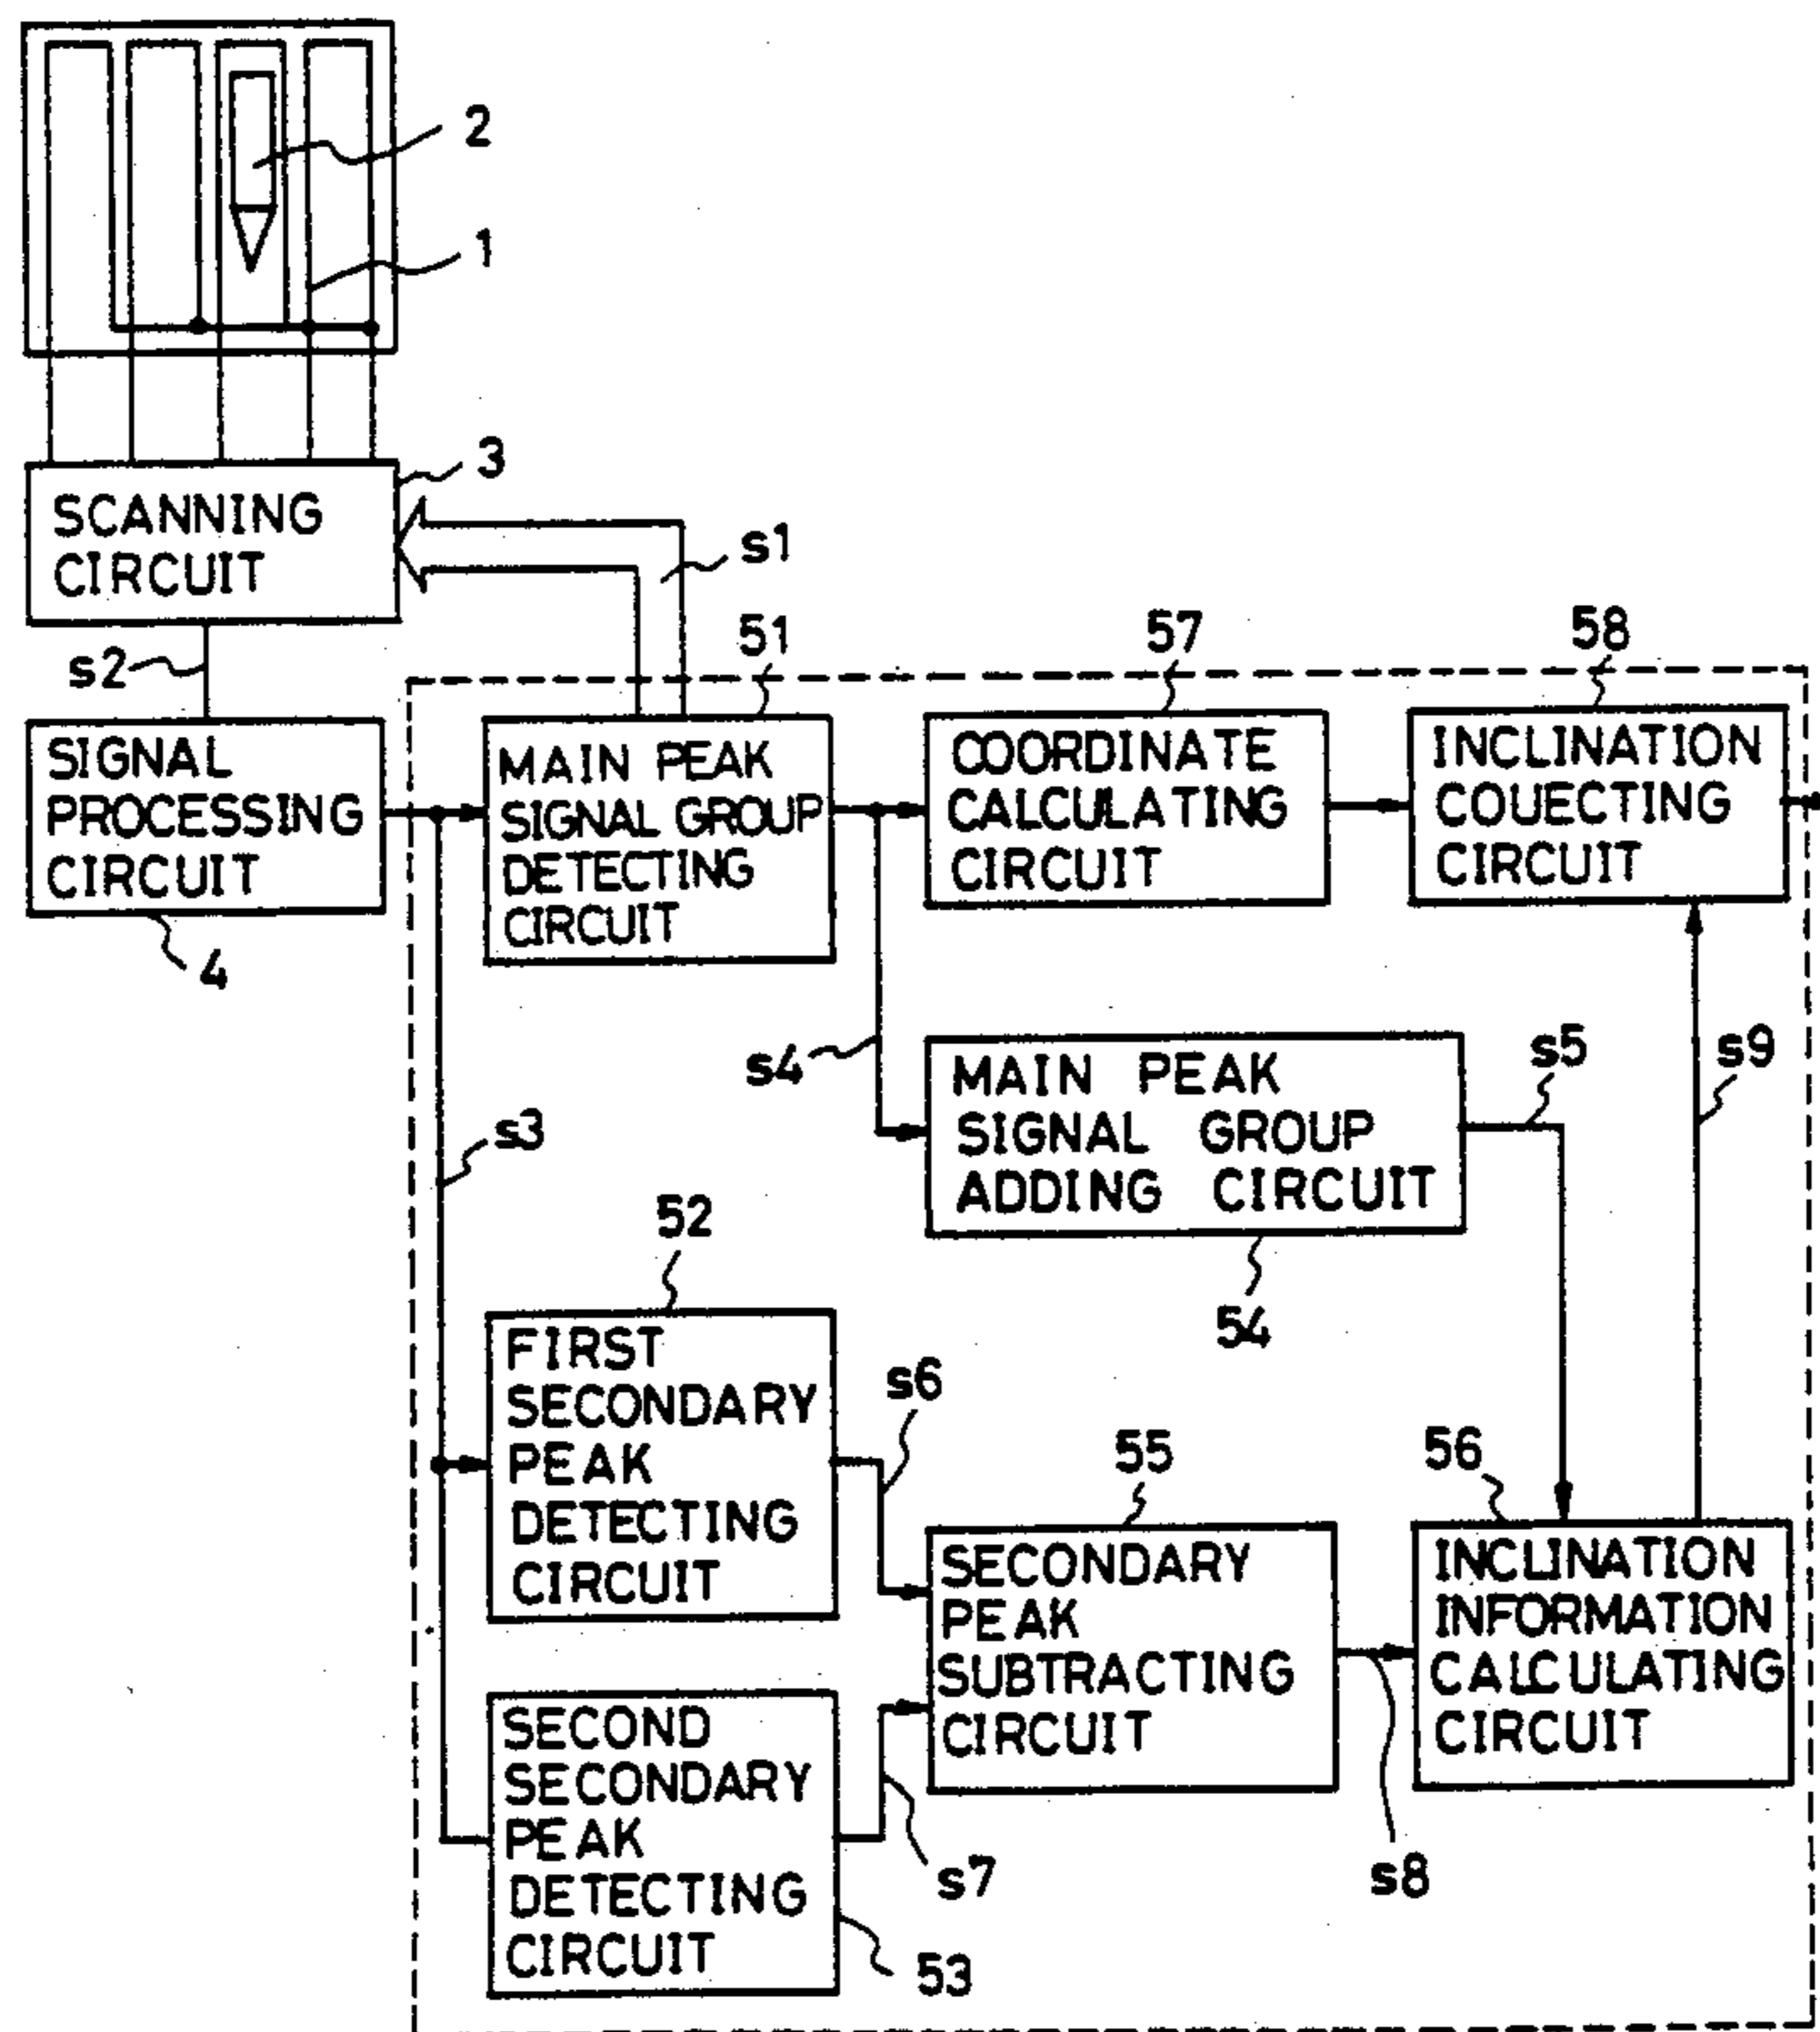 2
1
3
SCANNING
CIRCUIT
s1
s2
51
57
58
SIGNAL
PROCESSING
CIRCUIT
4
MAIN PEAK
SIGNAL GROUP
DETECTING
CIRCUIT
COORDINATE
CALCULATING
CIRCUIT
INCLINATION
COUECTING
CIRCUIT
s4
MAIN PEAK
SIGNAL GROUP
ADDING CIRCUIT
s5
s9
s3
54
52
FIRST
SECONDARY
PEAK
DETECTING
CIRCUIT
s6
55
56
SECONDARY
PEAK
SUBTRACTING
CIRCUIT
INCLINATION
INFORMATION
CALCULATING
CIRCUIT
SECOND
SECONDARY
PEAK
DETECTING
CIRCUIT
s7
s8
53